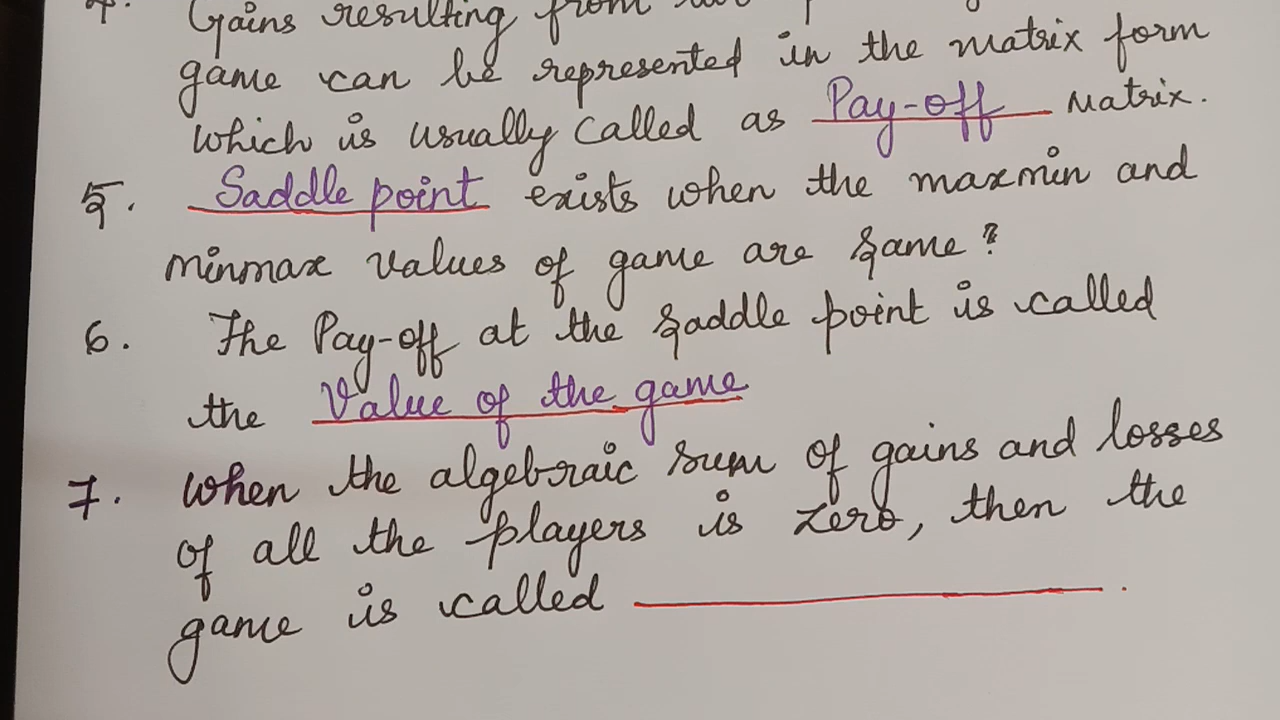 Gains resulting from
game can be represented in the matrix form
which is usually called as Pay-off Matrix.
5. Saddle point exists when the maxmin and
minmax values of game are same?
6. The Pay-off at the saddle point is called
the Value of the game
7. When the algebraic sum of gains and losses
of all the players is zero, then the
game is called ________.